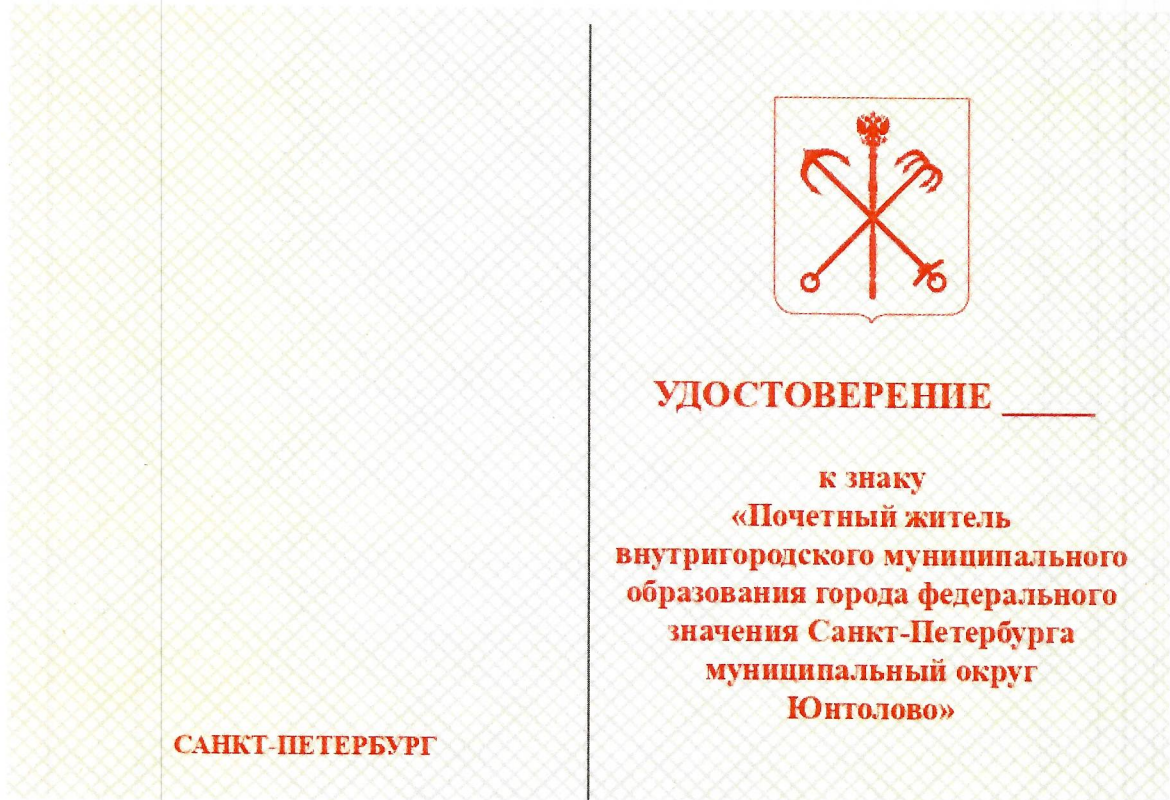 САНКТ-ПЕТЕРБУРГ
УДОСТОВЕРЕНИЕ _____
к знаку
«Почетный житель
внутригородского муниципального
образования города федерального
значения Санкт-Петербурга
муниципальный округ
Юнтолово»